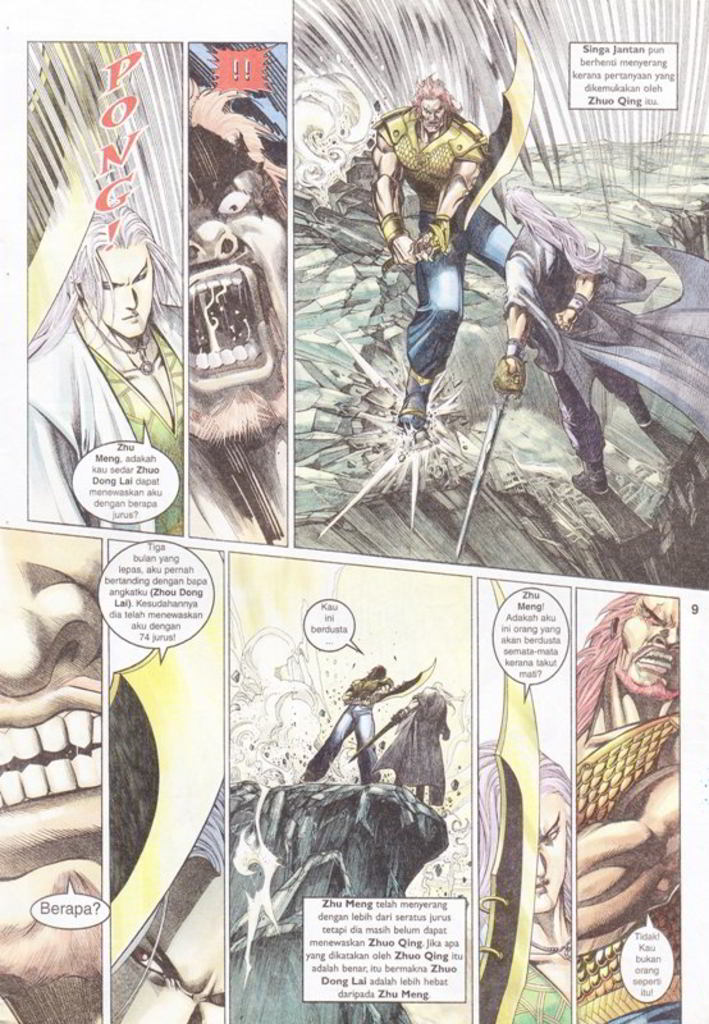 PONG!
!!
Singa Jantan pun
berhenti menyerang
kerana pertanyaan yang
dikemukakan oleh
Zhuo Qing itu.
Zhu
Meng, adakah
kau sedar Zhuo
Dong Lai dapat
menewaskan aku
dengan berapa
jurus?
Berapa?
Tiga
bulan yang
lepas, aku pernah
bertanding dengan bapa
angkatku (Zhou Dong
Lai). Kesudahannya
dia telah menewaskan
aku dengan
74 jurus!
Kau
ini
berdusta
...
Zhu Meng telah menyerang
dengan lebih dari seratus jurus
tetapi dia masih belum dapat
menewaskan Zhuo Qing. Jika apa
yang dikatakan oleh Zhuo Qing itu
adalah benar, itu bermakna Zhuo
Dong Lai adalah lebih hebat
daripada Zhu Meng.
Zhu
Meng!
Adakah aku
ini orang yang
akan berdusta
semata-mata
kerana takut
mati?
Tidak!
Kau
bukan
orang
seperti
itu!
9